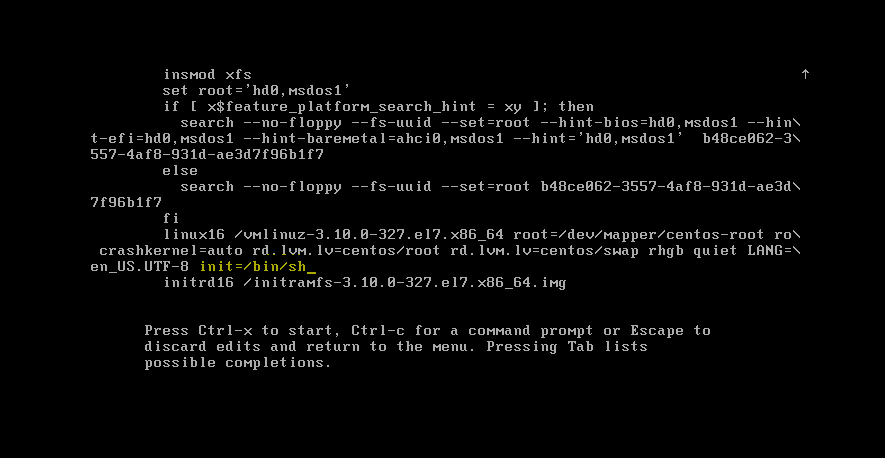 insmod xfs ↑
set root='hd0,msdos1'
if [ x$feature_platform_search_hint = xy ]; then
search --no-floppy --fs-uuid --set=root --hint-bios=hd0,msdos1 --hin\
t-efi=hd0,msdos1 --hint-baremetal=ahci0,msdos1 --hint='hd0,msdos1'  b48ce062-3\
557-4af8-931d-ae3d7f96b1f7
else
search --no-floppy --fs-uuid --set=root b48ce062-3557-4af8-931d-ae3d\
7f96b1f7
fi
linux16 /vmlinuz-3.10.0-327.el7.x86_64 root=/dev/mapper/centos-root ro\
crashkernel=auto rd.lvm.lv=centos/root rd.lvm.lv=centos/swap rhgb quiet LANG=\
en_US.UTF-8 init=/bin/sh_
initrd16 /initramfs-3.10.0-327.el7.x86_64.img
Press Ctrl-x to start, Ctrl-c for a command prompt or Escape to
discard edits and return to the menu. Pressing Tab lists
possible completions.